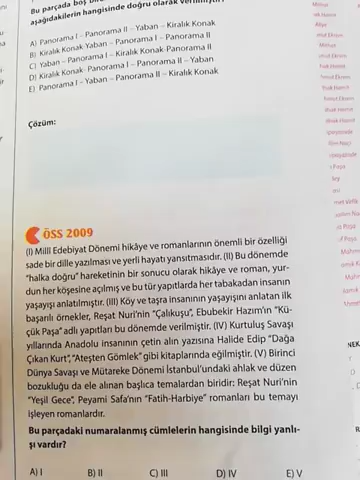 Bu parçada boş
aşağıdakilerin hangisinde doğru olarak verilmiştir?
A) Panorama I – Panorama II – Yaban – Kiralık Konak
B) Kiralık Konak Yaban – Panorama I – Panorama II
C) Yaban – Panorama I – Kiralık Konak-Panorama II
D) Kiralık Konak- Panorama I – Panorama II – Yaban
E) Panorama I – Yaban – Panorama II – Kiralık Konak
Çözüm:
ÖSS 2009
(I) Milli Edebiyat Dönemi hikâye ve romanlarının önemli bir özelliği
sade bir dille yazılması ve yerli hayatı yansıtmasıdır. (II) Bu dönemde
"halka doğru" hareketinin bir sonucu olarak hikâye ve roman, yur-
dun her köşesine açılmış ve bu tür yapıtlarda her tabakadan insanın
yaşayışı anlatılmıştır. (III) Köy ve taşra insanının yaşayışını anlatan ilk
başarılı örnekler, Reşat Nuri'nin "Çalıkuşu", Ebubekir Hazım'ın "Kü-
çük Paşa" adlı yapıtları bu dönemde verilmiştir. (IV) Kurtuluş Savaşı
yıllarında Anadolu insanının çetin alın yazısına Halide Edip "Dağa
Çıkan Kurt", "Ateşten Gömlek" gibi kitaplarında eğilmiştir. (V) Birinci
Dünya Savaşı ve Mütareke Dönemi İstanbul'undaki ahlak ve düzen
bozukluğu da ele alınan başlıca temalardan biridir: Reşat Nuri'nin
"Yeşil Gece", Peyami Safa'nın "Fatih-Harbiye" romanları bu temayı
işleyen romanlardır.
Bu parçadaki numaralanmış cümlelerin hangisinde bilgi yanlı-
şı vardır?
A) I B) II C) III D) IV E) V